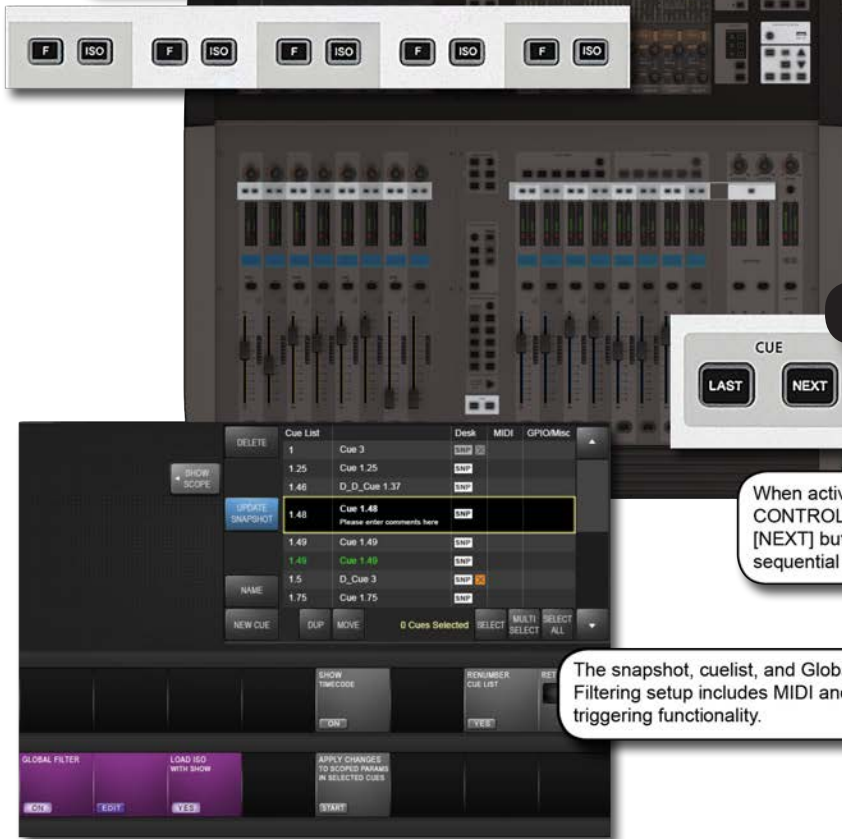 F ISO F ISO F ISO F ISO F ISO
CUE
LAST NEXT
When activ
CONTROL
[NEXT] but
sequential
DELETE Cue List Desk MIDI GPIO/Misc
1 Cue 3 SNP
SHOW
SCOPE
1.25 Cue 1.25 SNP
1.46 D_D_Cue 1.37 SNP
UPDATE
SNAPSHOT
1.48 Cue 1.48 SNP
Please enter comments here
1.49 Cue 1.49 SNP
1.49 Cue 1.49 SNP
NAME
1.5 D_Cue 3 SNP
1.75 Cue 1.75 SNP
NEW CUE DUP MOVE 0 Cues Selected SELECT MULTI SELECT SELECT ALL
SHOW
TIMECODE
ON
RENUMBER
CUE LIST
YES
RET
The snapshot, cuelist, and Globa
Filtering setup includes MIDI and
triggering functionality.
GLOBAL FILTER
ON
EDIT
LOAD ISO
WITH SHOW
YES
APPLY CHANGES
TO SCOPED PARAMS
IN SELECTED CUES
START